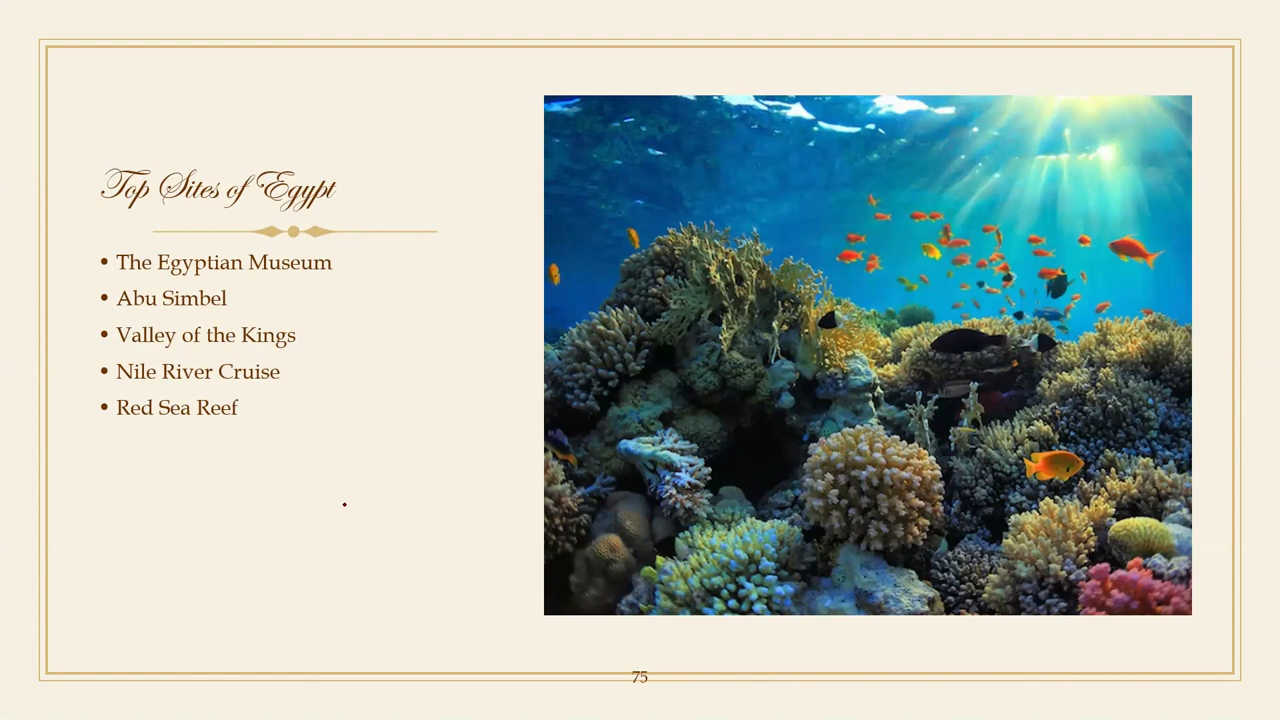 Top Sites of Egypt
• The Egyptian Museum
• Abu Simbel
• Valley of the Kings
• Nile River Cruise
• Red Sea Reef
75